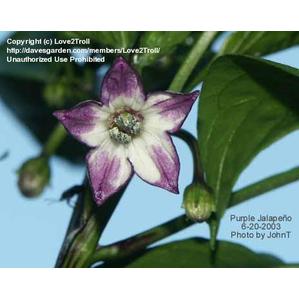 Copyright (c) Love2Troll
http://davesgarden.com/members/Love2Troll/
Unauthorized Use Prohibited
Purple Jalapeño
6-20-2003
Photo by JohnT